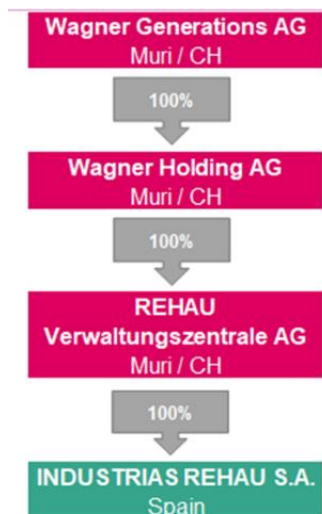 Wagner Generations AG
Muri / CH
100%
Wagner Holding AG
Muri / CH
100%
REHAU
Verwaltungszentrale AG
Muri / CH
100%
INDUSTRIAS REHAU S.A.
Spain